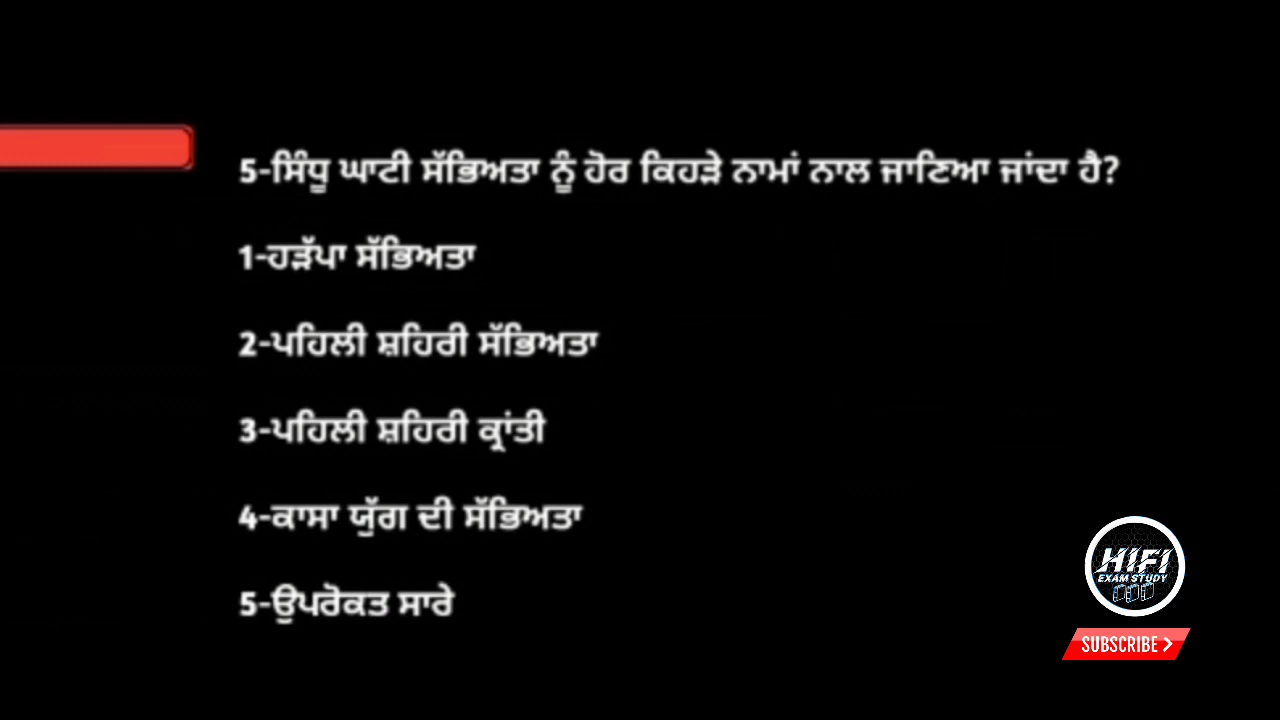 5-ਸਿੰਧੂ ਘਾਟੀ ਸੱਭਿਅਤਾ ਨੂੰ ਹੋਰ ਕਿਹੜੇ ਨਾਮਾਂ ਨਾਲ ਜਾਣਿਆ ਜਾਂਦਾ ਹੈ?
1-ਹੜੱਪਾ ਸੱਭਿਅਤਾ
2-ਪਹਿਲੀ ਸ਼ਹਿਰੀ ਸੱਭਿਅਤਾ
3-ਪਹਿਲੀ ਸ਼ਹਿਰੀ ਕ੍ਰਾਂਤੀ
4-ਕਾਸਾ ਯੁੱਗ ਦੀ ਸੱਭਿਅਤਾ
5-ਉਪਰੋਕਤ ਸਾਰੇ
HIFI
EXAM STUDY
SUBSCRIBE